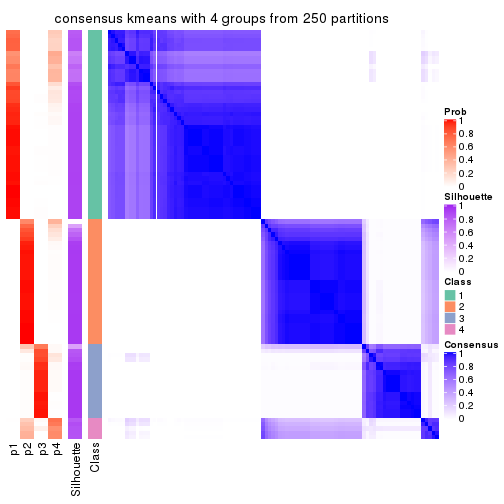 consensus kmeans with 4 groups from 250 partitions
Prob
1
0.8
0.6
0.4
0.2
0
Silhouette
1
0.8
0.6
0.4
0.2
0
Class
1
2
3
4
Consensus
1
0.8
0.6
0.4
0.2
0
p1
p2
p3
p4
Silhouette
Class